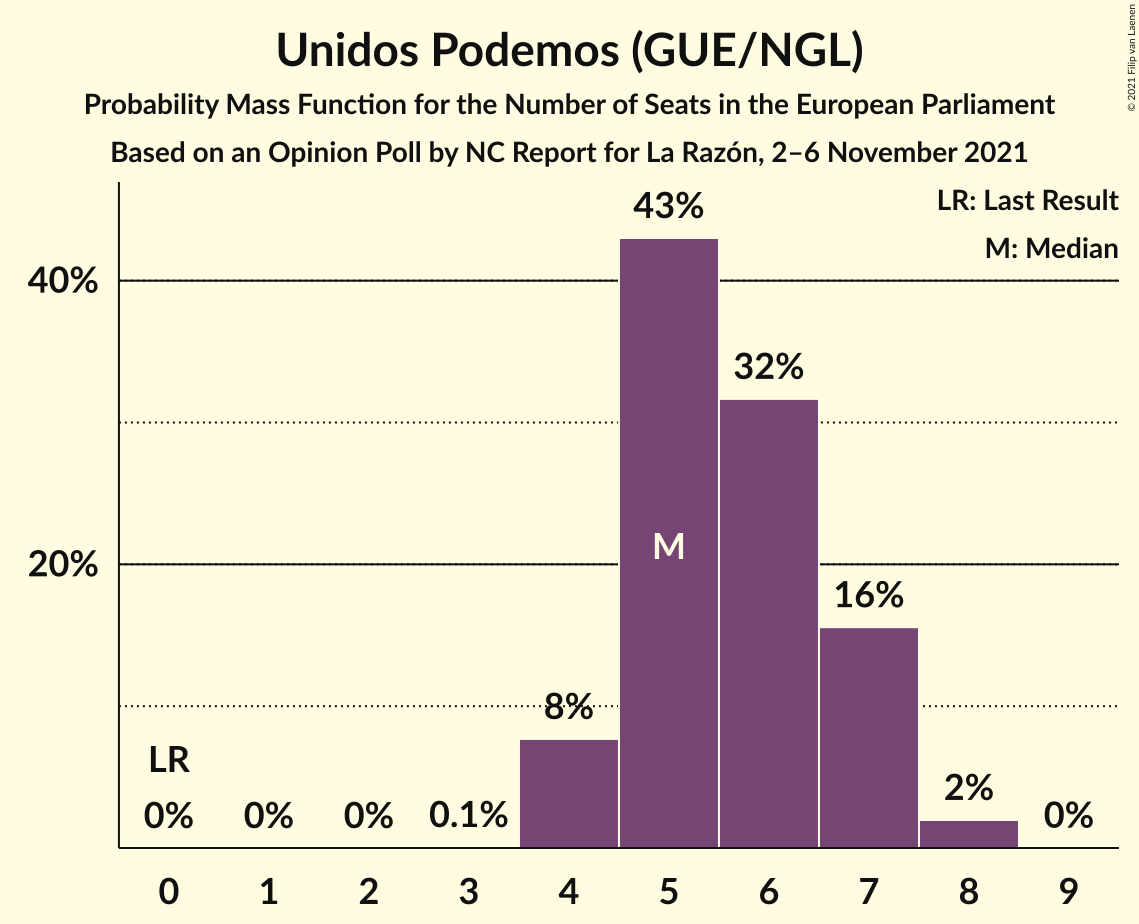 Unidos Podemos (GUE/NGL)
Probability Mass Function for the Number of Seats in the European Parliament
Based on an Opinion Poll by NC Report for La Razón, 2–6 November 2021
© 2021 Filip van Laenen
LR: Last Result
M: Median
43%
40%
32%
M
20%
16%
8%
LR
2%
0% 0% 0% 0.1% 0%
0 1 2 3 4 5 6 7 8 9